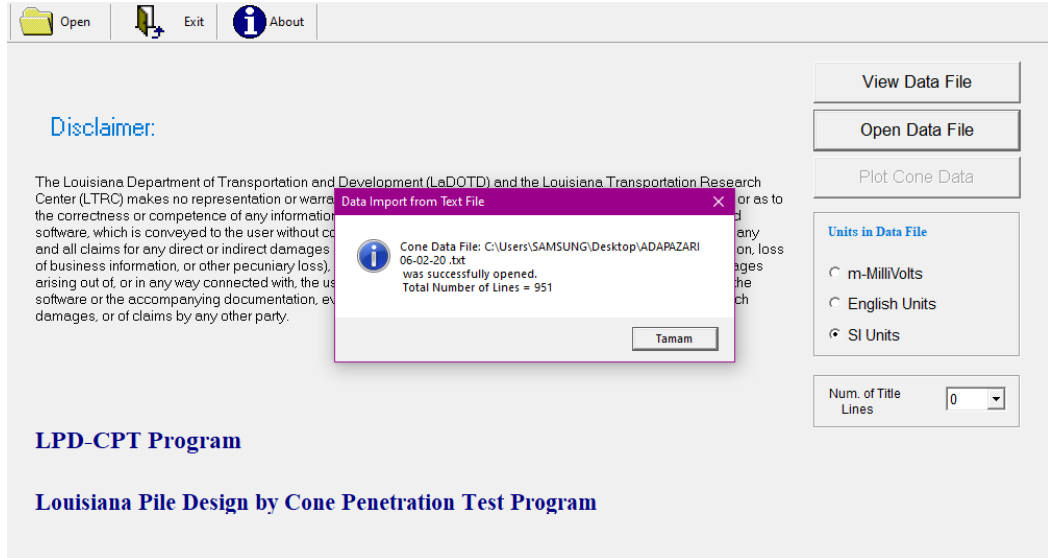 Open
Exit
About
View Data File
Disclaimer:
Open Data File
Plot Cone Data
The Louisiana Department of Transportation and Development (LaDOTD) and the Louisiana Transportation Research
Center (LTRC) makes no representation or warra or as to
the correctness or competence of any information d
software, which is conveyed to the user without co any
and all claims for any direct or indirect damages on, loss
of business information, or other pecuniary loss), ages
arising out of, or in any way connected with, the us the
software or the accompanying documentation, ev ch
damages, or of claims by any other party.
Data Import from Text File
Cone Data File: C:\Users\SAMSUNG\Desktop\ADAPAZARI
06-02-20 .txt
was successfully opened.
Total Number of Lines = 951
Tamam
Units in Data File
m-MilliVolts
English Units
SI Units
Num. of Title
Lines
0
LPD-CPT Program
Louisiana Pile Design by Cone Penetration Test Program